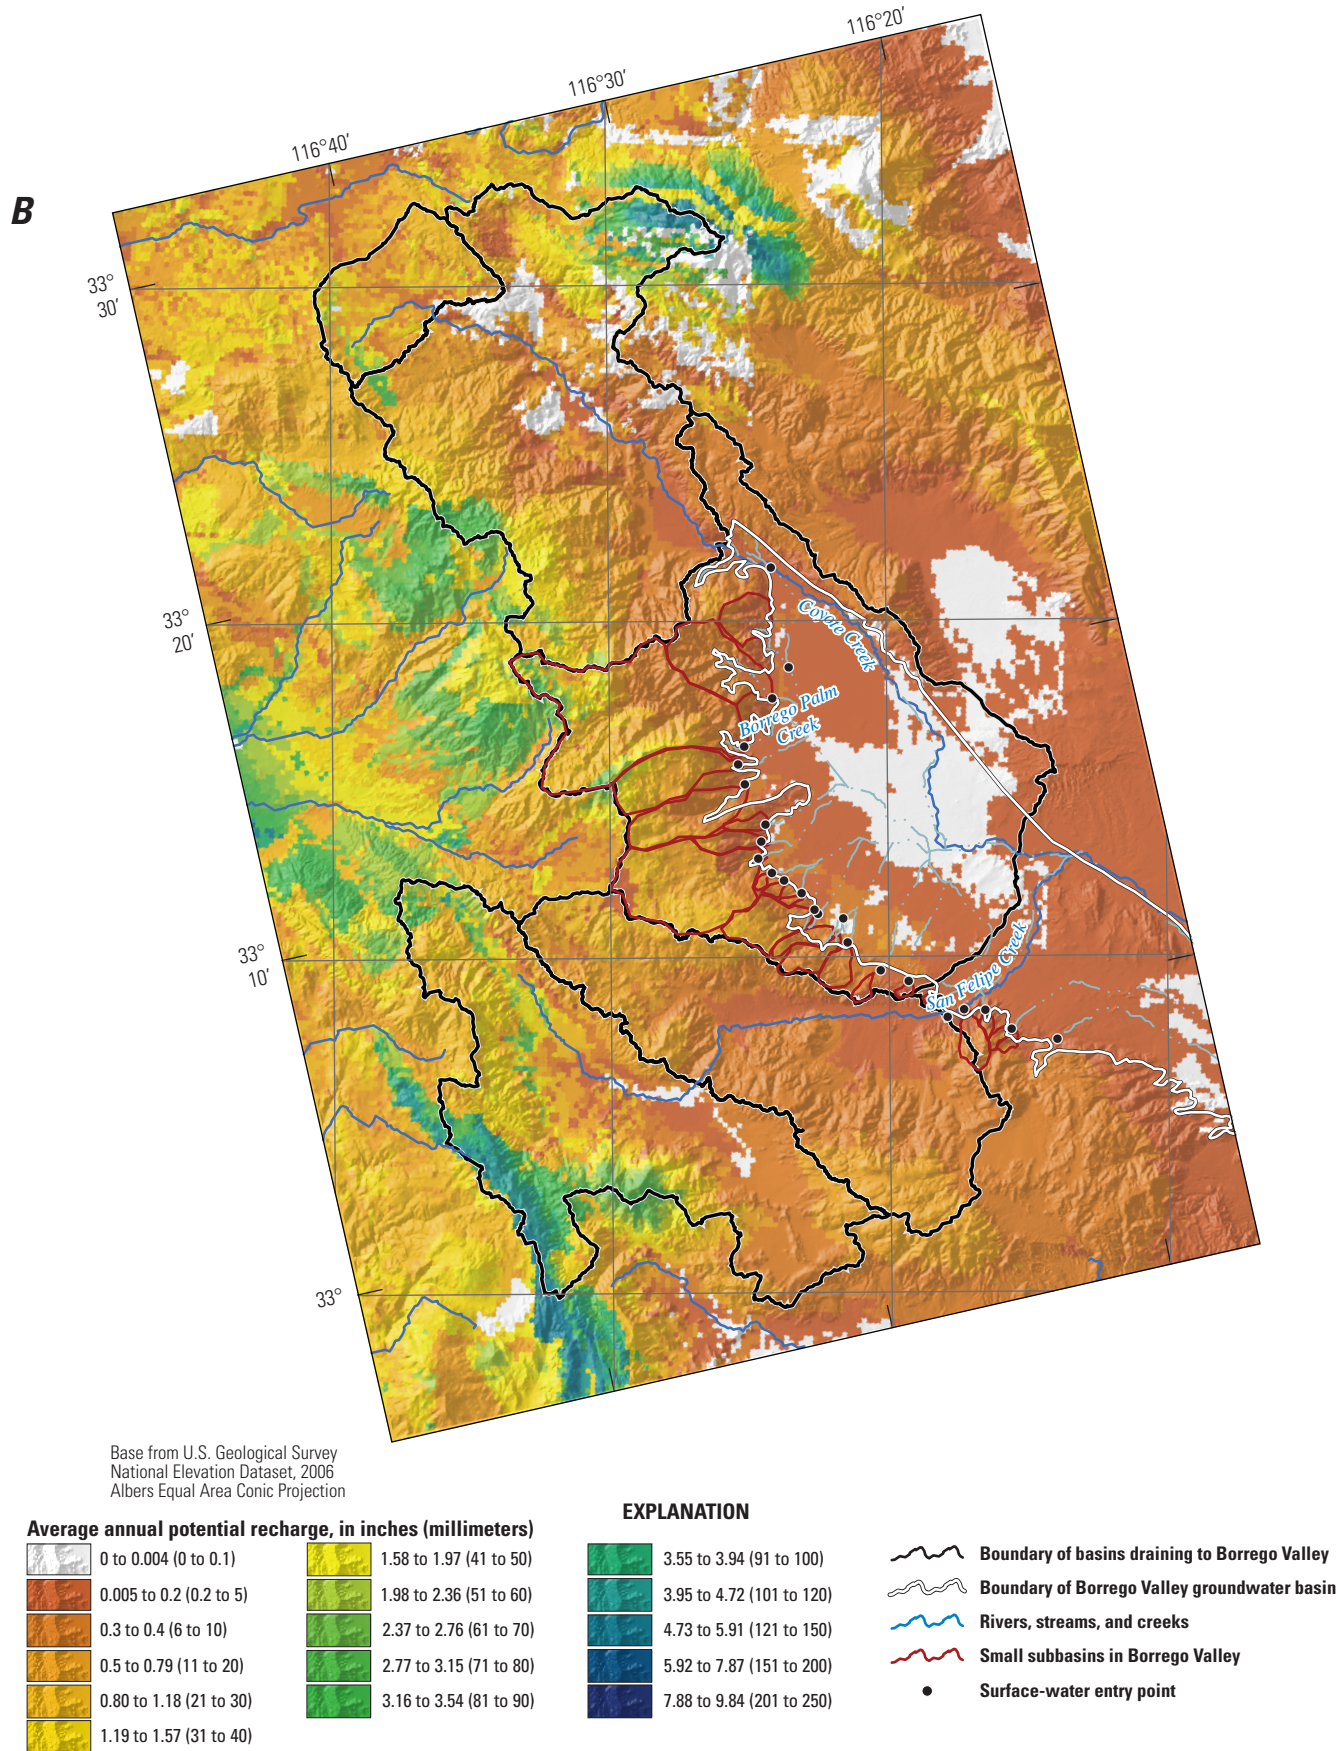 B
116°40′
116°30′
116°20′
33°
30′
33°
20′
33°
10′
33°
Coyote Creek
Borrego Palm
Creek
San Felipe Creek
Base from U.S. Geological Survey
National Elevation Dataset, 2006
Albers Equal Area Conic Projection
EXPLANATION
Average annual potential recharge, in inches (millimeters)
0 to 0.004 (0 to 0.1)
0.005 to 0.2 (0.2 to 5)
0.3 to 0.4 (6 to 10)
0.5 to 0.79 (11 to 20)
0.80 to 1.18 (21 to 30)
1.19 to 1.57 (31 to 40)
1.58 to 1.97 (41 to 50)
1.98 to 2.36 (51 to 60)
2.37 to 2.76 (61 to 70)
2.77 to 3.15 (71 to 80)
3.16 to 3.54 (81 to 90)
3.55 to 3.94 (91 to 100)
3.95 to 4.72 (101 to 120)
4.73 to 5.91 (121 to 150)
5.92 to 7.87 (151 to 200)
7.88 to 9.84 (201 to 250)
Boundary of basins draining to Borrego Valley
Boundary of Borrego Valley groundwater basin
Rivers, streams, and creeks
Small subbasins in Borrego Valley
Surface-water entry point